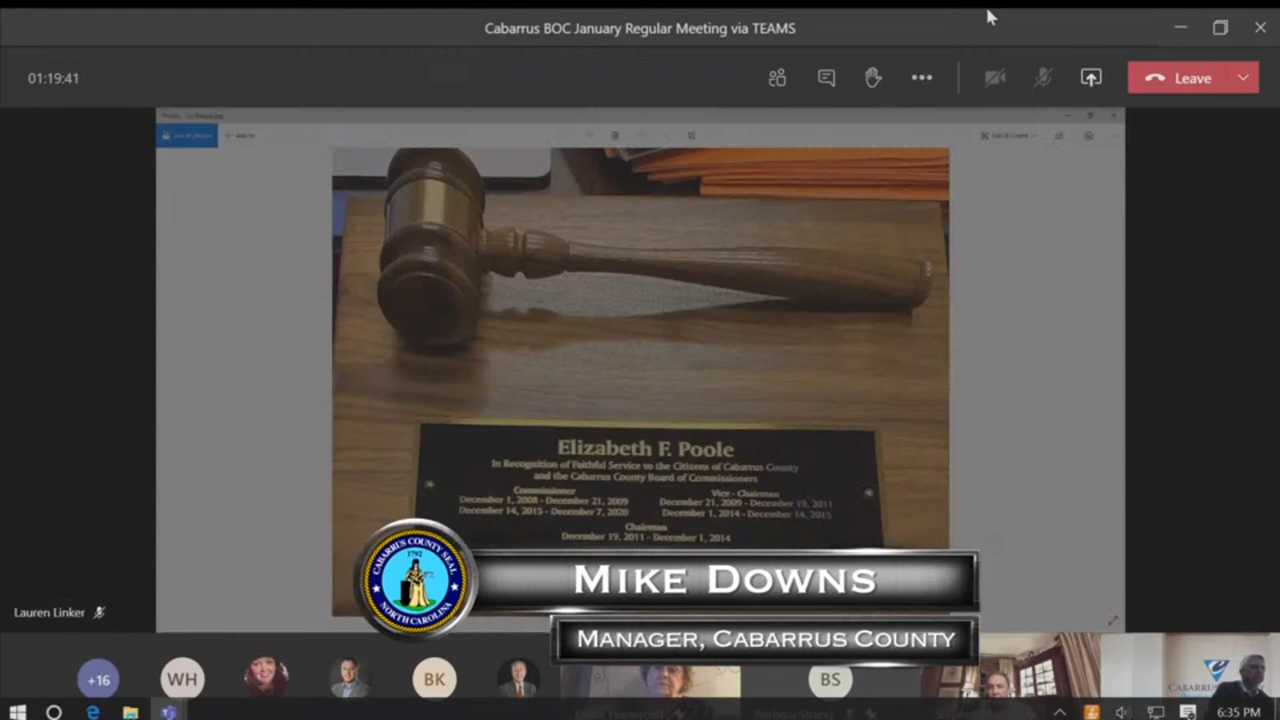 Cabarrus BOC January Regular Meeting via TEAMS
01:19:41
Leave
Elizabeth F. Poole
In Recognition of Faithful Service to the Citizens of Cabarrus County
and the Cabarrus County Board of Commissioners
Commissioner
December 1, 2008 - December 21, 2009
December 14, 2015 - December 7, 2020
Vice - Chairman
December 21, 2009 - December 19, 2011
December 1, 2014 - December 14, 2015
Chairman
December 19, 2011 - December 1, 2014
CABARRUS COUNTY SEAL
1792
NORTH CAROLINA
MIKE DOWNS
MANAGER, CABARRUS COUNTY
Lauren Linker
+16
WH
BK
BS
CABARRUS
6:35 PM